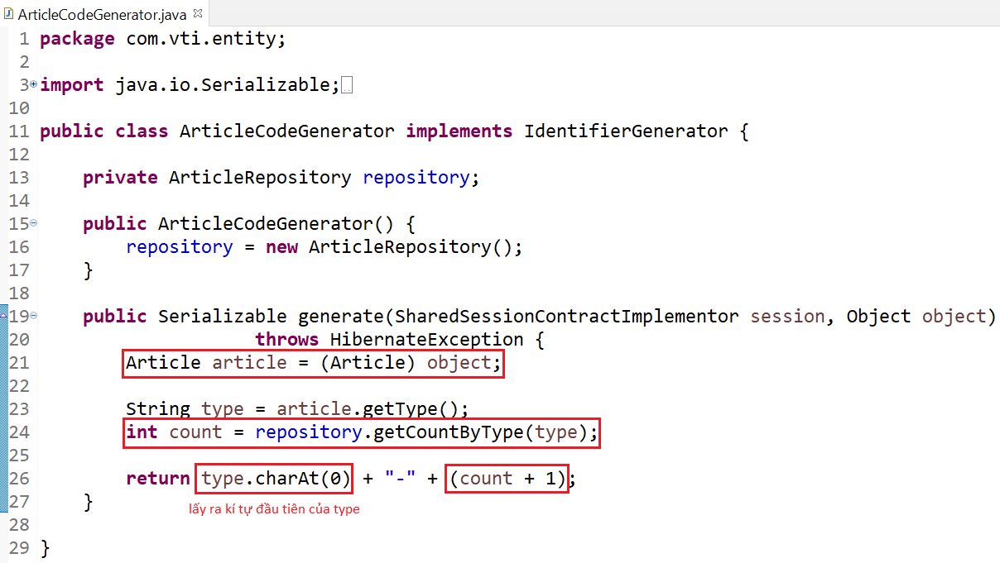 ArticleCodeGenerator.java
1 package com.vti.entity;
2
3 import java.io.Serializable;
10
11 public class ArticleCodeGenerator implements IdentifierGenerator {
12
13 private ArticleRepository repository;
14
15 public ArticleCodeGenerator() {
16 repository = new ArticleRepository();
17 }
18
19 public Serializable generate(SharedSessionContractImplementor session, Object object)
20 throws HibernateException {
21 Article article = (Article) object;
22
23 String type = article.getType();
24 int count = repository.getCountByType(type);
25
26 return type.charAt(0) + "-" + (count + 1);
27 }
lấy ra kí tự đầu tiên của type
28
29 }